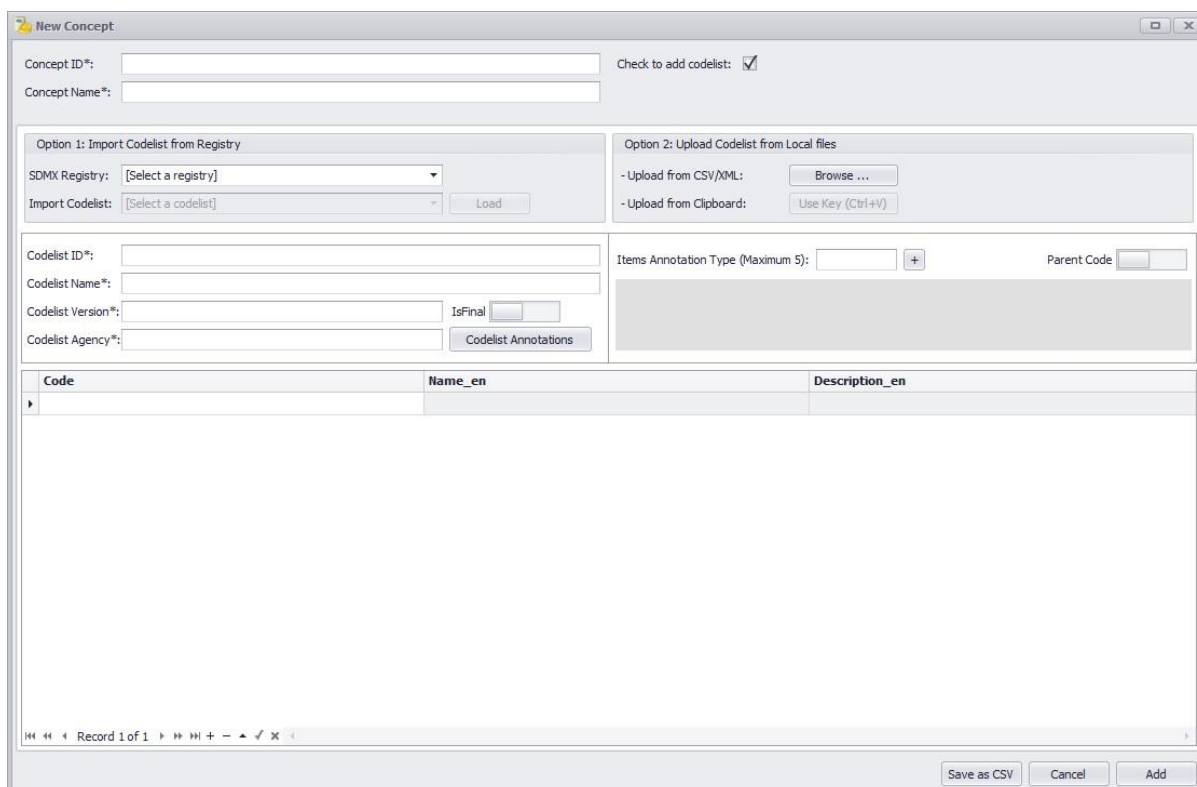 New Concept
Concept ID*:
Check to add codelist:
Concept Name*:
Option 1: Import Codelist from Registry
Option 2: Upload Codelist from Local files
SDMX Registry: [Select a registry]
- Upload from CSV/XML: Browse ...
Import Codelist: [Select a codelist] Load
- Upload from Clipboard: Use Key (Ctrl+V)
Codelist ID*:
Items Annotation Type (Maximum 5): + Parent Code
Codelist Name*:
Codelist Version*: IsFinal
Codelist Agency*: Codelist Annotations
Code Name_en Description_en
Record 1 of 1
Save as CSV Cancel Add